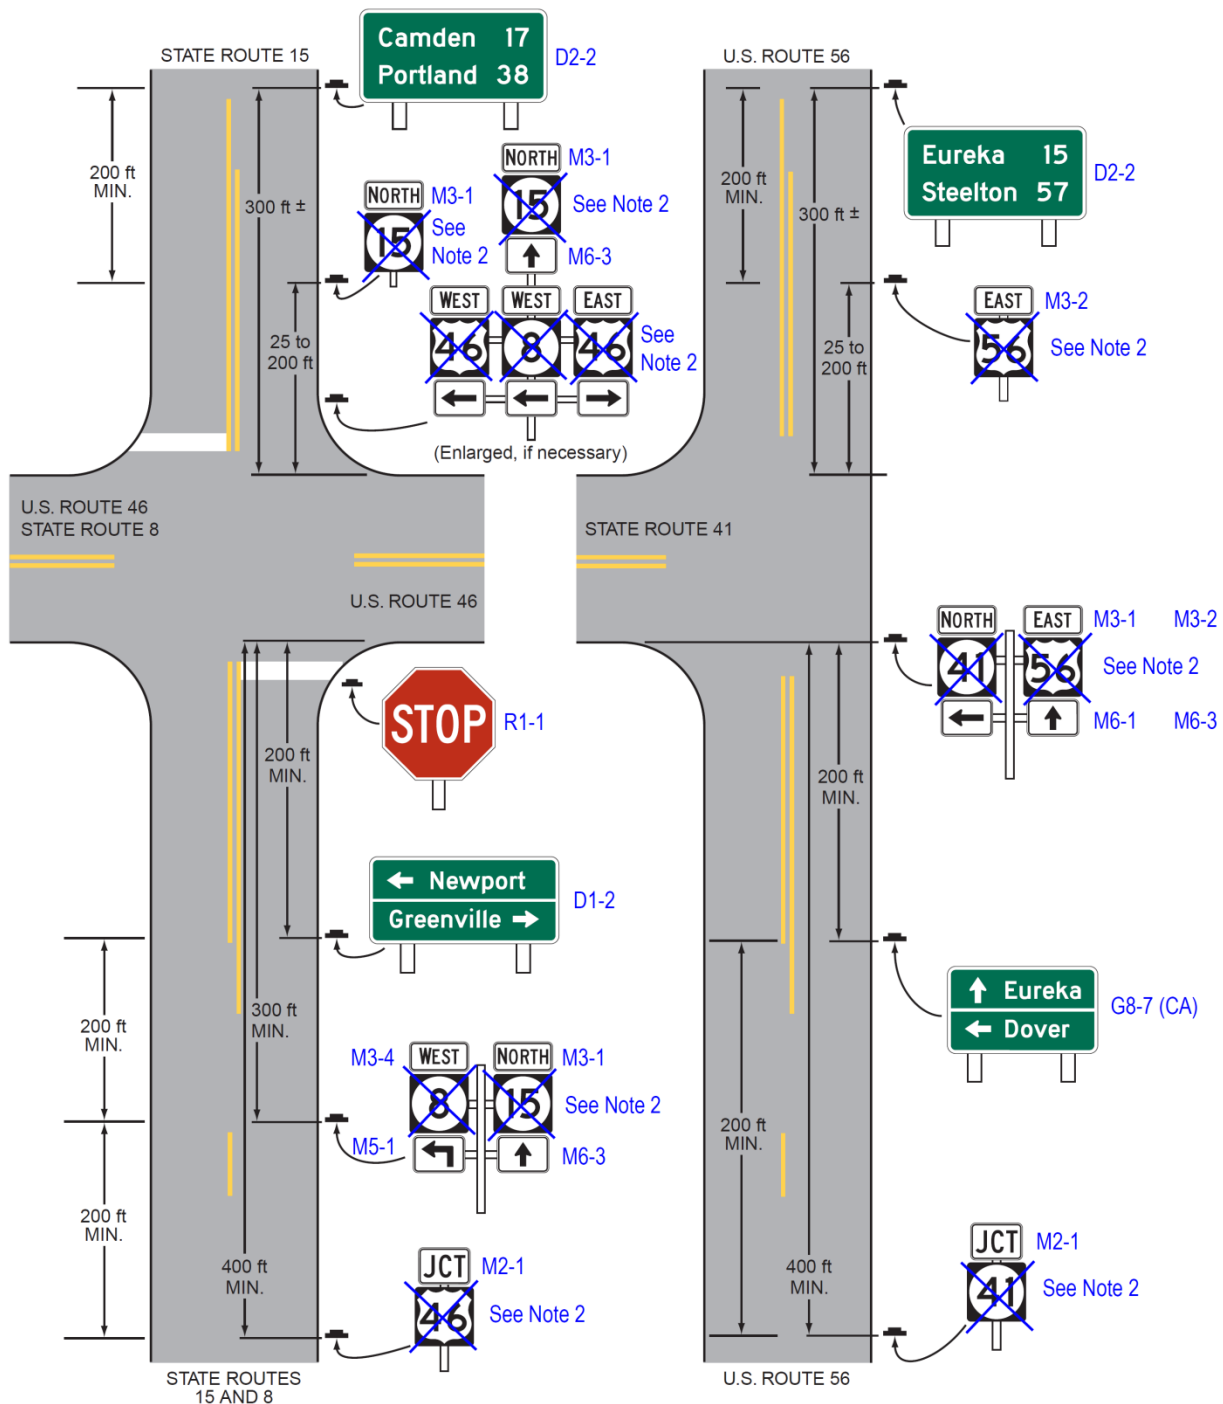 STATE ROUTE 15
Camden 17
Portland 38
D2-2
200 ft
MIN.
300 ft ±
NORTH
M3-1
15
See
Note 2
NORTH
M3-1
15
See Note 2
M6-3
25 to
200 ft
WEST
WEST
EAST
46
8
46
See
Note 2
(Enlarged, if necessary)
U.S. ROUTE 46
STATE ROUTE 8
U.S. ROUTE 46
STOP
R1-1
200 ft
MIN.
Newport
Greenville
D1-2
300 ft
MIN.
200 ft
MIN.
M3-4
WEST
NORTH
M3-1
8
15
See Note 2
M5-1
M6-3
200 ft
MIN.
400 ft
MIN.
JCT
M2-1
46
See Note 2
STATE ROUTES
15 AND 8
U.S. ROUTE 56
200 ft
MIN.
300 ft ±
Eureka 15
Steelton 57
D2-2
EAST
M3-2
56
See Note 2
25 to
200 ft
STATE ROUTE 41
NORTH
EAST
M3-1 M3-2
41
56
See Note 2
M6-1 M6-3
200 ft
MIN.
Eureka
Dover
G8-7 (CA)
200 ft
MIN.
400 ft
MIN.
JCT
M2-1
41
See Note 2
U.S. ROUTE 56